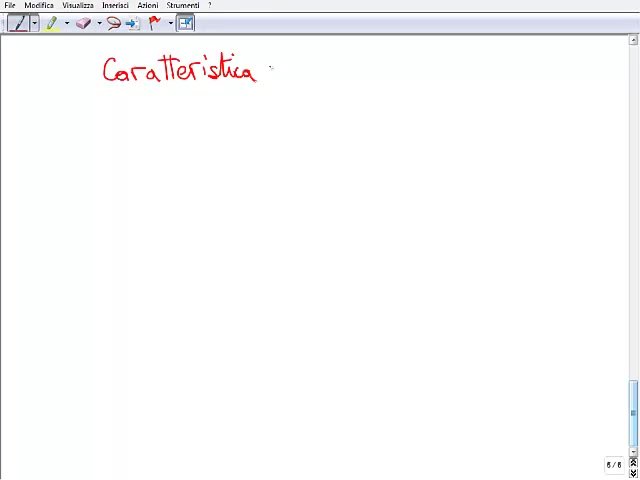 File Modifica Visualizza Inserisci Azioni Strumenti ?
Caratteristica
6/6